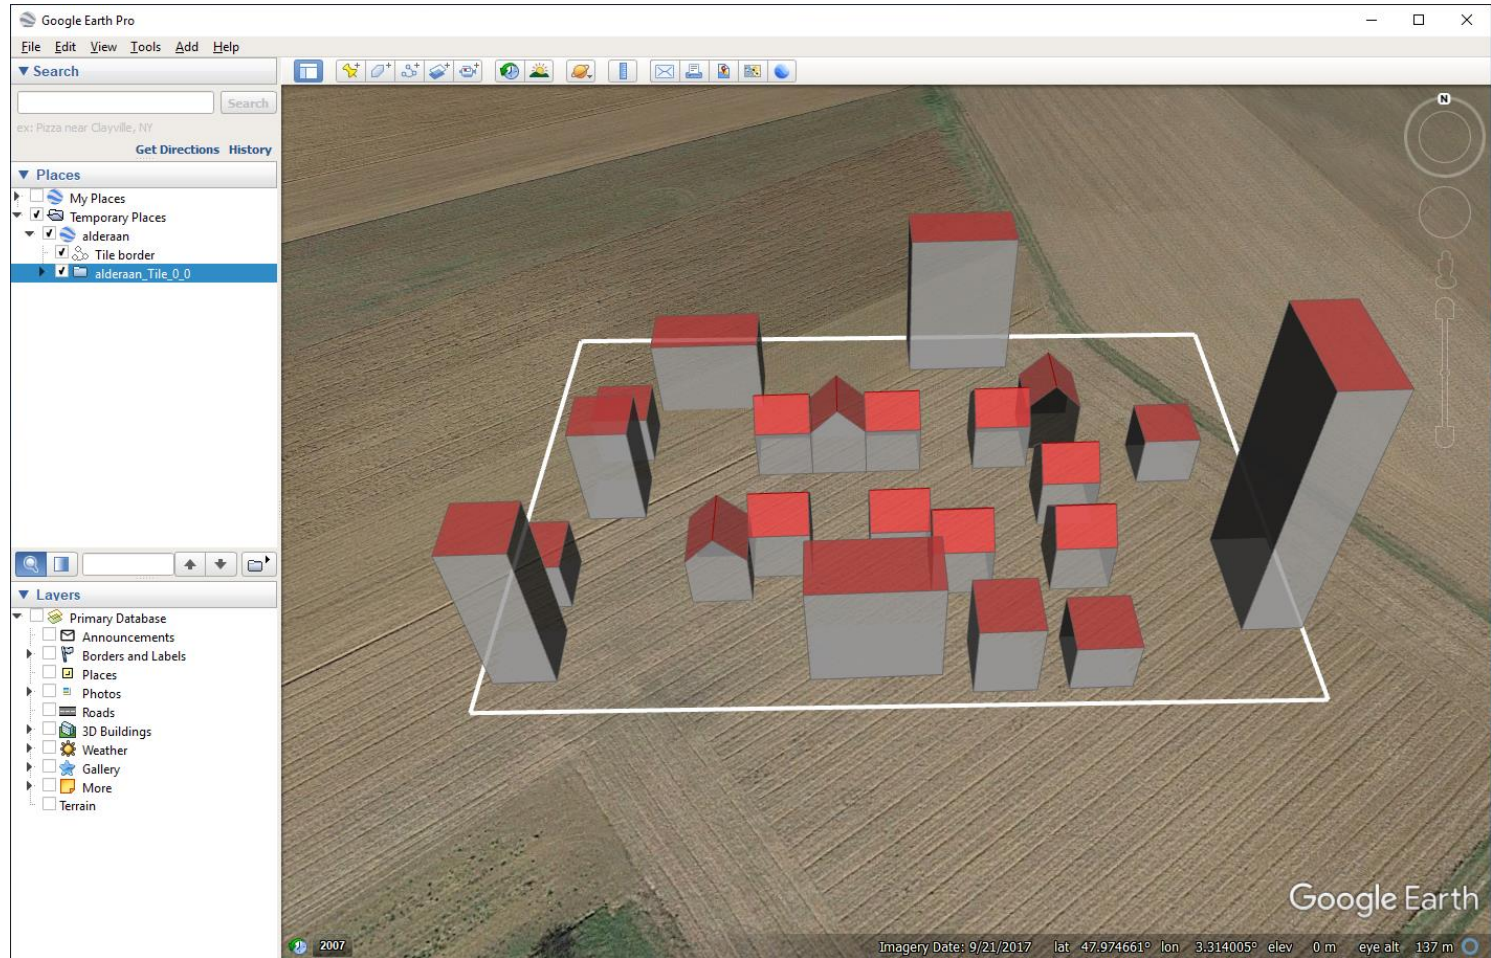 Google Earth Pro
File Edit View Tools Add Help
Search
Search
ex: Pizza near Clayville, NY
Get Directions History
Places
My Places
Temporary Places
alderaan
Tile border
alderaan_Tile_0_0
Layers
Primary Database
Announcements
Borders and Labels
Places
Photos
Roads
3D Buildings
Weather
Gallery
More
Terrain
N
Google Earth
2007
Imagery Date: 9/21/2017 lat 47.974661° lon 3.314005° elev 0 m eye alt 137 m